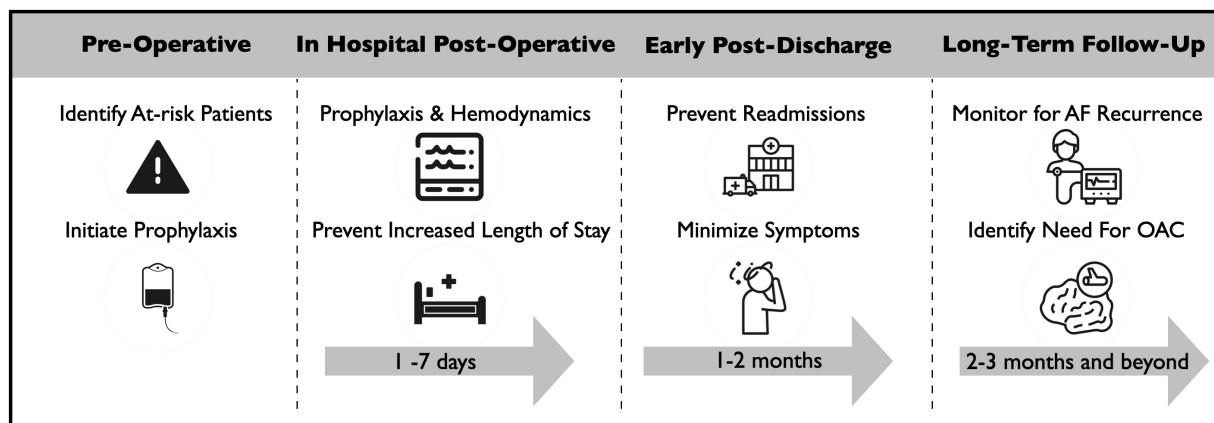 Pre-Operative
Identify At-risk Patients
Initiate Prophylaxis
In Hospital Post-Operative
Prophylaxis & Hemodynamics
Prevent Increased Length of Stay
1 -7 days
Early Post-Discharge
Prevent Readmissions
Minimize Symptoms
1-2 months
Long-Term Follow-Up
Monitor for AF Recurrence
Identify Need For OAC
2-3 months and beyond